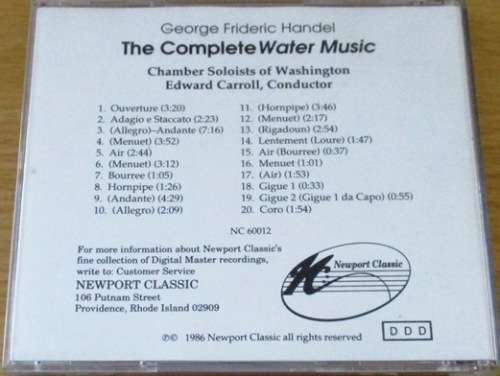 George Frideric Handel
The Complete Water Music
Chamber Soloists of Washington
Edward Carroll, Conductor
1. Ouverture (3:20)
2. Adagio e Staccato (2:23)
3. (Allegro)–Andante (7:16)
4. (Menuet) (3:52)
5. Air (2:44)
6. (Menuet) (3:12)
7. Bourree (1:05)
8. Hornpipe (1:26)
9. (Andante) (4:29)
10. (Allegro) (2:09)
11. (Hornpipe) (3:46)
12. (Menuet) (2:17)
13. (Rigadoun) (2:54)
14. Lentement (Loure) (1:47)
15. Air (Bourree) (0:37)
16. Menuet (1:01)
17. (Air) (1:53)
18. Gigue 1 (0:33)
19. Gigue 2 (Gigue 1 da Capo) (0:55)
20. Coro (1:54)
NC 60012
For more information about Newport Classic's
fine collection of Digital Master recordings,
write to: Customer Service
NEWPORT CLASSIC
106 Putnam Street
Providence, Rhode Island 02909
NC Newport Classic
℗© 1986 Newport Classic all rights reserved
D D D